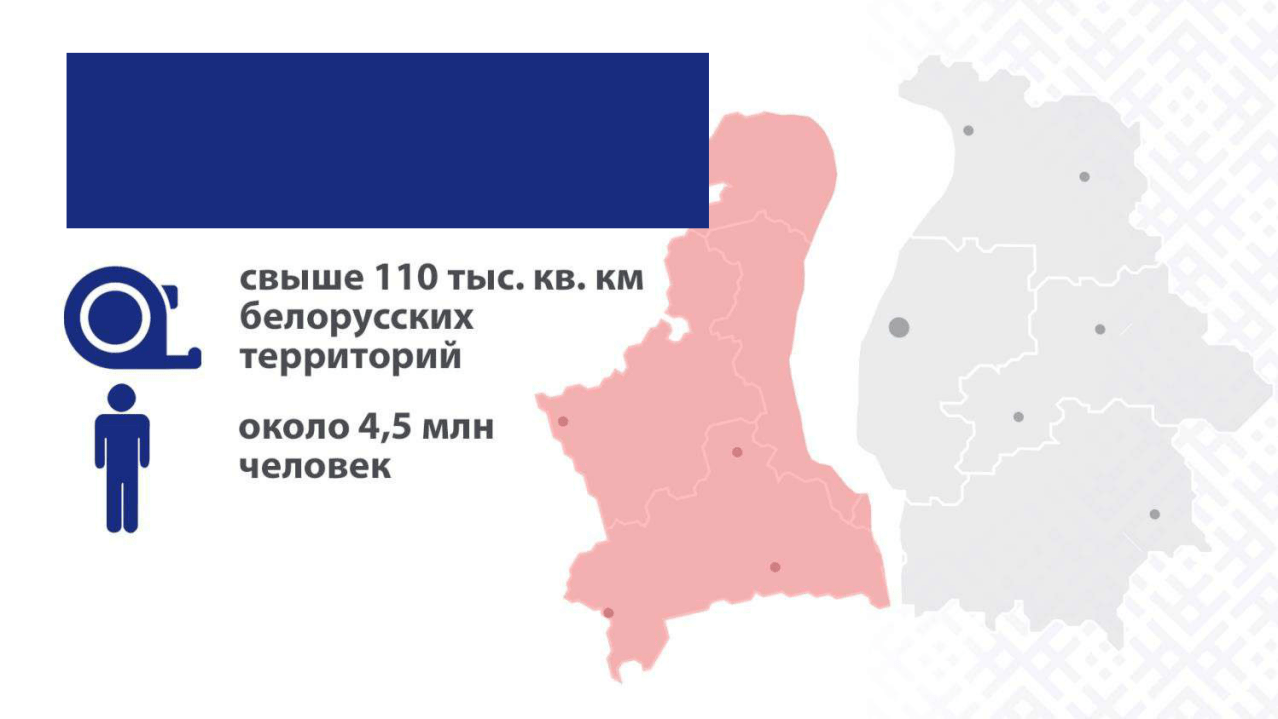 свыше 110 тыс. кв. км
белорусских
территорий
около 4,5 млн
человек